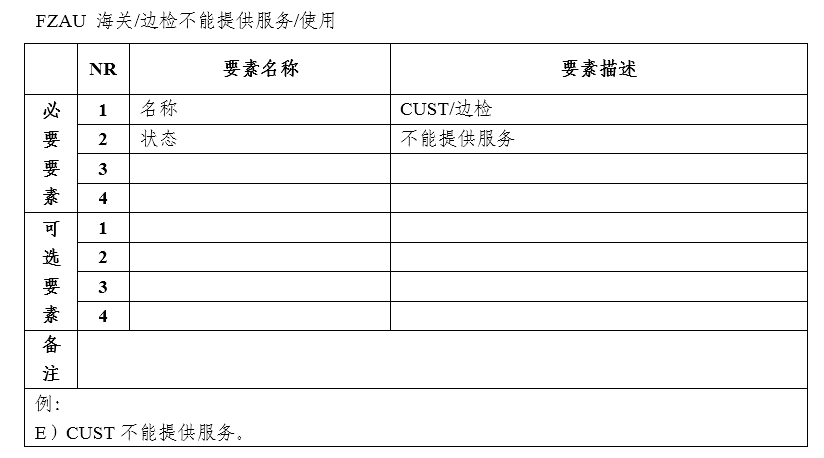 FZAU 海关/边检不能提供服务/使用
NR 要素名称 要素描述
必要要素
1 名称 CUST/边检
2 状态 不能提供服务
3
4
可选要素
1
2
3
4
备注
例：
E）CUST 不能提供服务。